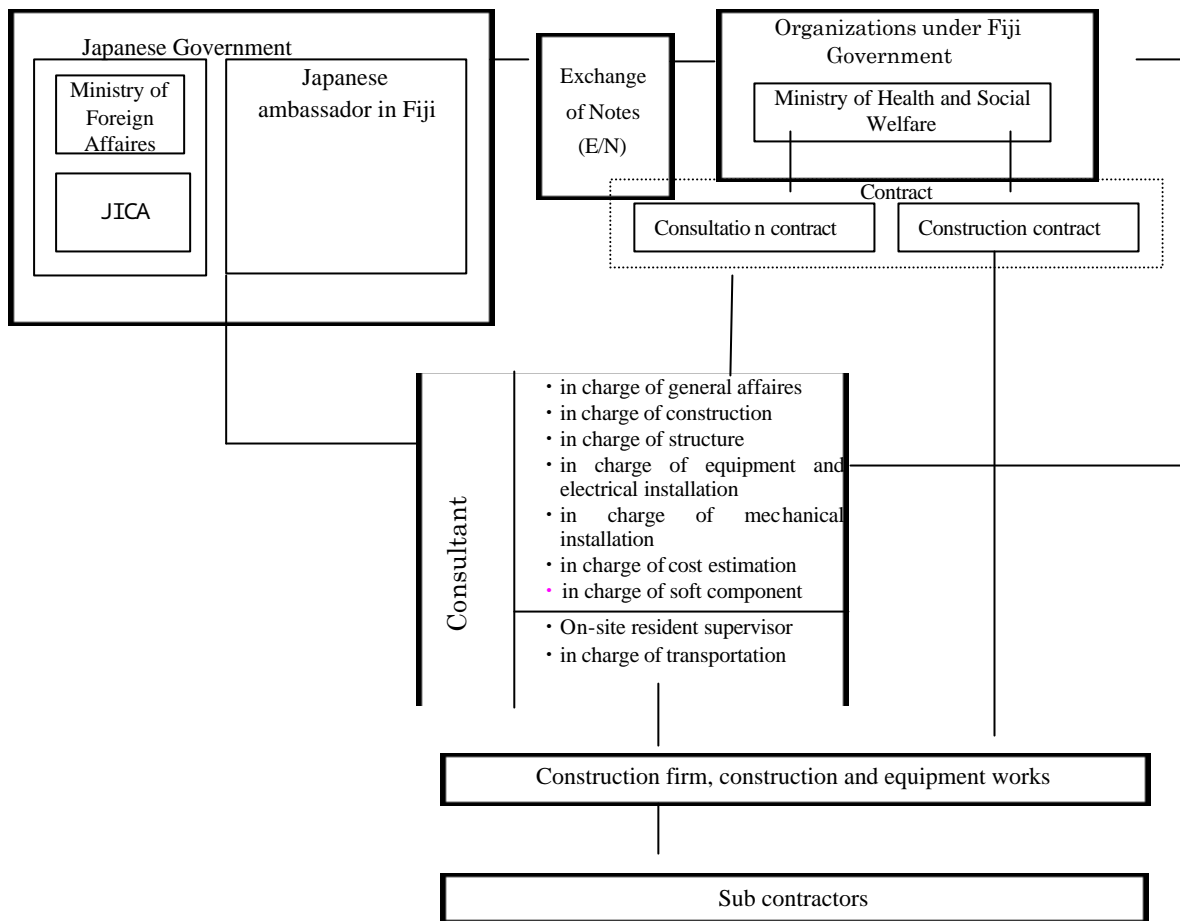 Japanese Government
Ministry of
Foreign
Affaires
JICA
Japanese
ambassador in Fiji
Exchange
of Notes
(E/N)
Organizations under Fiji
Government
Ministry of Health and Social
Welfare
Contract
Consultatio n contract
Construction contract
Consultant
・in charge of general affaires
・in charge of construction
・in charge of structure
・in charge of equipment and
electrical installation
・in charge of mechanical
installation
・in charge of cost estimation
・in charge of soft component
・On-site resident supervisor
・in charge of transportation
Construction firm, construction and equipment works
Sub contractors